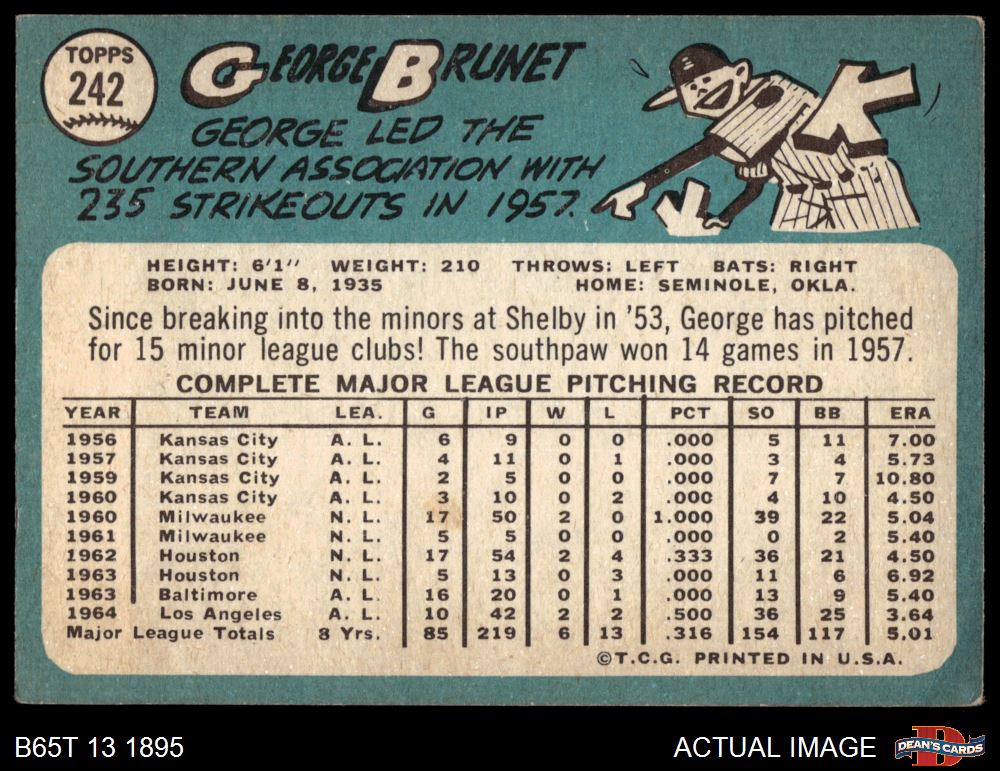 TOPPS
242
GEORGE BRUNET
GEORGE LED THE
SOUTHERN ASSOCIATION WITH
235 STRIKEOUTS IN 1957.
K
K
HEIGHT: 6'1" WEIGHT: 210 THROWS: LEFT BATS: RIGHT
BORN: JUNE 8, 1935 HOME: SEMINOLE, OKLA.
Since breaking into the minors at Shelby in '53, George has pitched
for 15 minor league clubs! The southpaw won 14 games in 1957.
COMPLETE MAJOR LEAGUE PITCHING RECORD
YEAR TEAM LEA. G IP W L PCT SO BB ERA
1956 Kansas City A. L. 6 9 0 0 .000 5 11 7.00
1957 Kansas City A. L. 4 11 0 1 .000 3 4 5.73
1959 Kansas City A. L. 2 5 0 0 .000 7 7 10.80
1960 Kansas City A. L. 3 10 0 2 .000 4 10 4.50
1960 Milwaukee N. L. 17 50 2 0 1.000 39 22 5.04
1961 Milwaukee N. L. 5 5 0 0 .000 0 2 5.40
1962 Houston N. L. 17 54 2 4 .333 36 21 4.50
1963 Houston N. L. 5 13 0 3 .000 11 6 6.92
1963 Baltimore A. L. 16 20 0 1 .000 13 9 5.40
1964 Los Angeles A. L. 10 42 2 2 .500 36 25 3.64
Major League Totals 8 Yrs. 85 219 6 13 .316 154 117 5.01
©T.C.G. PRINTED IN U.S.A.
B65T 13 1895 ACTUAL IMAGE
D
DEAN'S CARDS